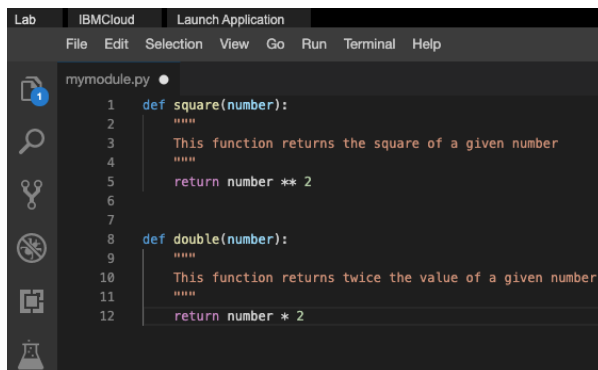 Lab IBMCloud Launch Application
File Edit Selection View Go Run Terminal Help
mymodule.py
1
1 def square(number):
2 """
3 This function returns the square of a given number
4 """
5 return number ** 2
6
7
8 def double(number):
9 """
10 This function returns twice the value of a given number
11 """
12 return number * 2